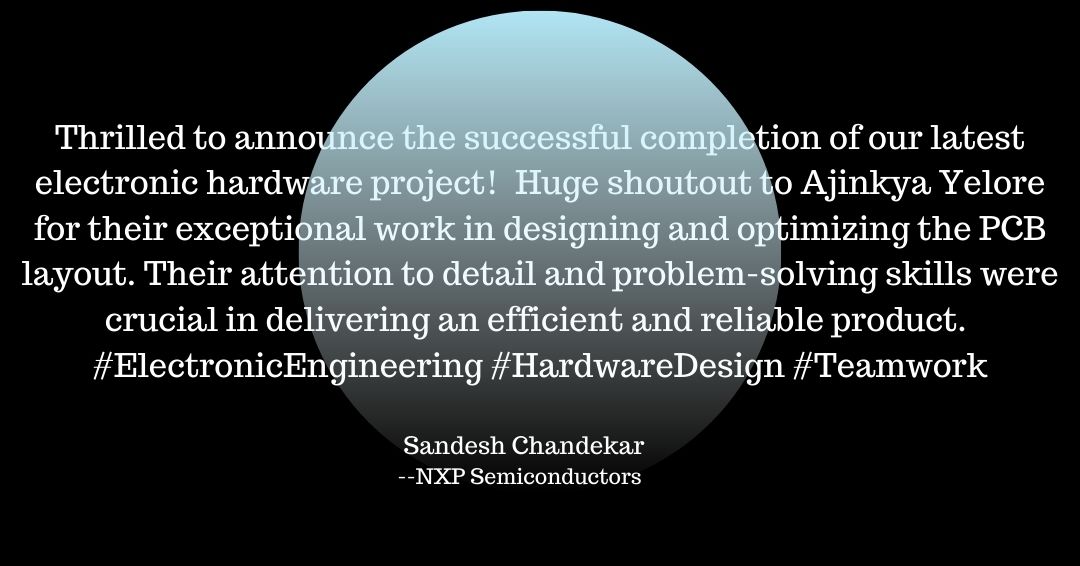 Thrilled to announce the successful completion of our latest
electronic hardware project!  Huge shoutout to Ajinkya Yelore
for their exceptional work in designing and optimizing the PCB
layout. Their attention to detail and problem-solving skills were
crucial in delivering an efficient and reliable product.
#ElectronicEngineering #HardwareDesign #Teamwork
Sandesh Chandekar
--NXP Semiconductors